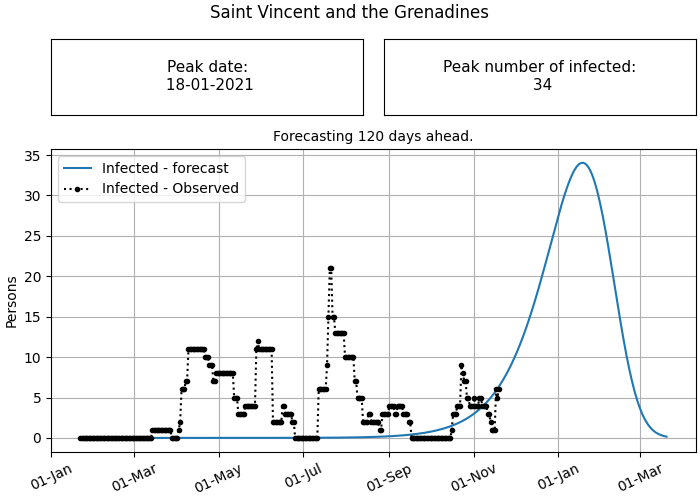 Saint Vincent and the Grenadines
Peak date:
18-01-2021
Peak number of infected:
34
Forecasting 120 days ahead.
Infected - forecast
Infected - Observed
Persons
35
30
25
20
15
10
5
0
01-Jan
01-Mar
01-May
01-Jul
01-Sep
01-Nov
01-Jan
01-Mar